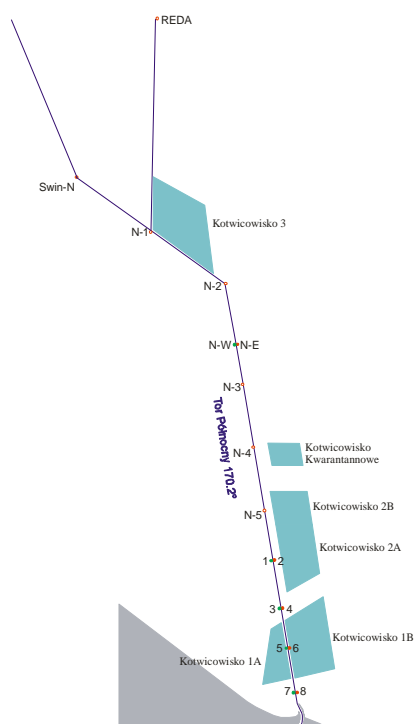 REDA
Swin-N
Kotwicowisko 3
N-1
N-2
N-W N-E
N-3
Tor Północny 170.2°
N-4
Kotwicowisko
Kwarantannowe
Kotwicowisko 2B
N-5
Kotwicowisko 2A
1 2
3 4
Kotwicowisko 1B
5 6
Kotwicowisko 1A
7 8